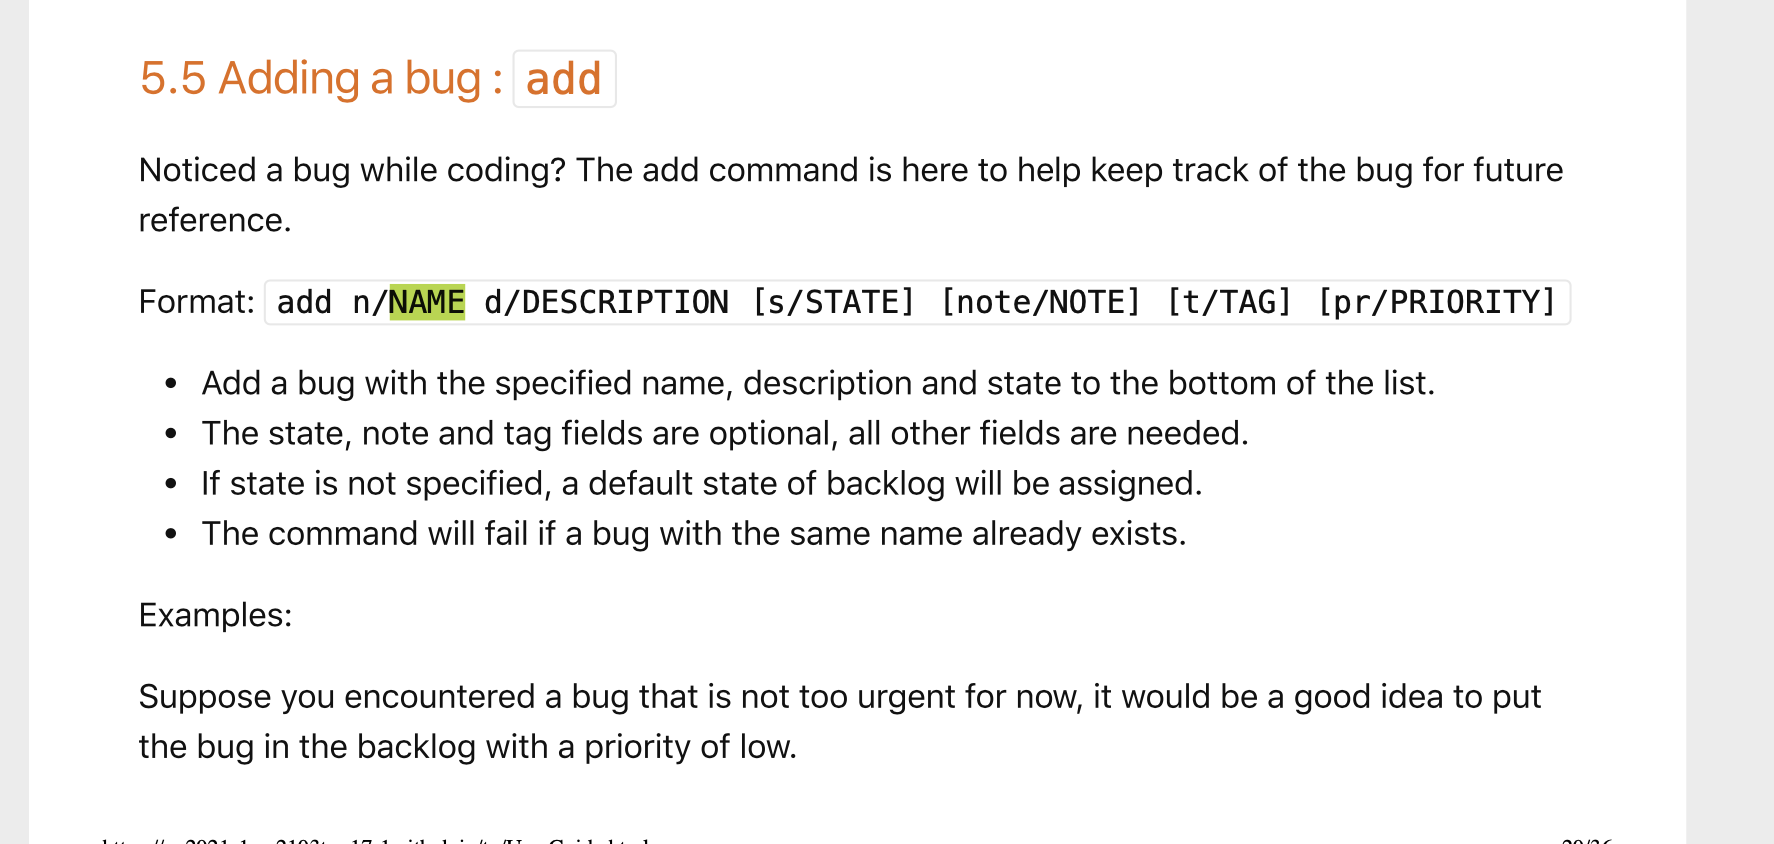 5.5 Adding a bug : add
Noticed a bug while coding? The add command is here to help keep track of the bug for future
reference.
Format: add n/NAME d/DESCRIPTION [s/STATE] [note/NOTE] [t/TAG] [pr/PRIORITY]
• Add a bug with the specified name, description and state to the bottom of the list.
• The state, note and tag fields are optional, all other fields are needed.
• If state is not specified, a default state of backlog will be assigned.
• The command will fail if a bug with the same name already exists.
Examples:
Suppose you encountered a bug that is not too urgent for now, it would be a good idea to put
the bug in the backlog with a priority of low.